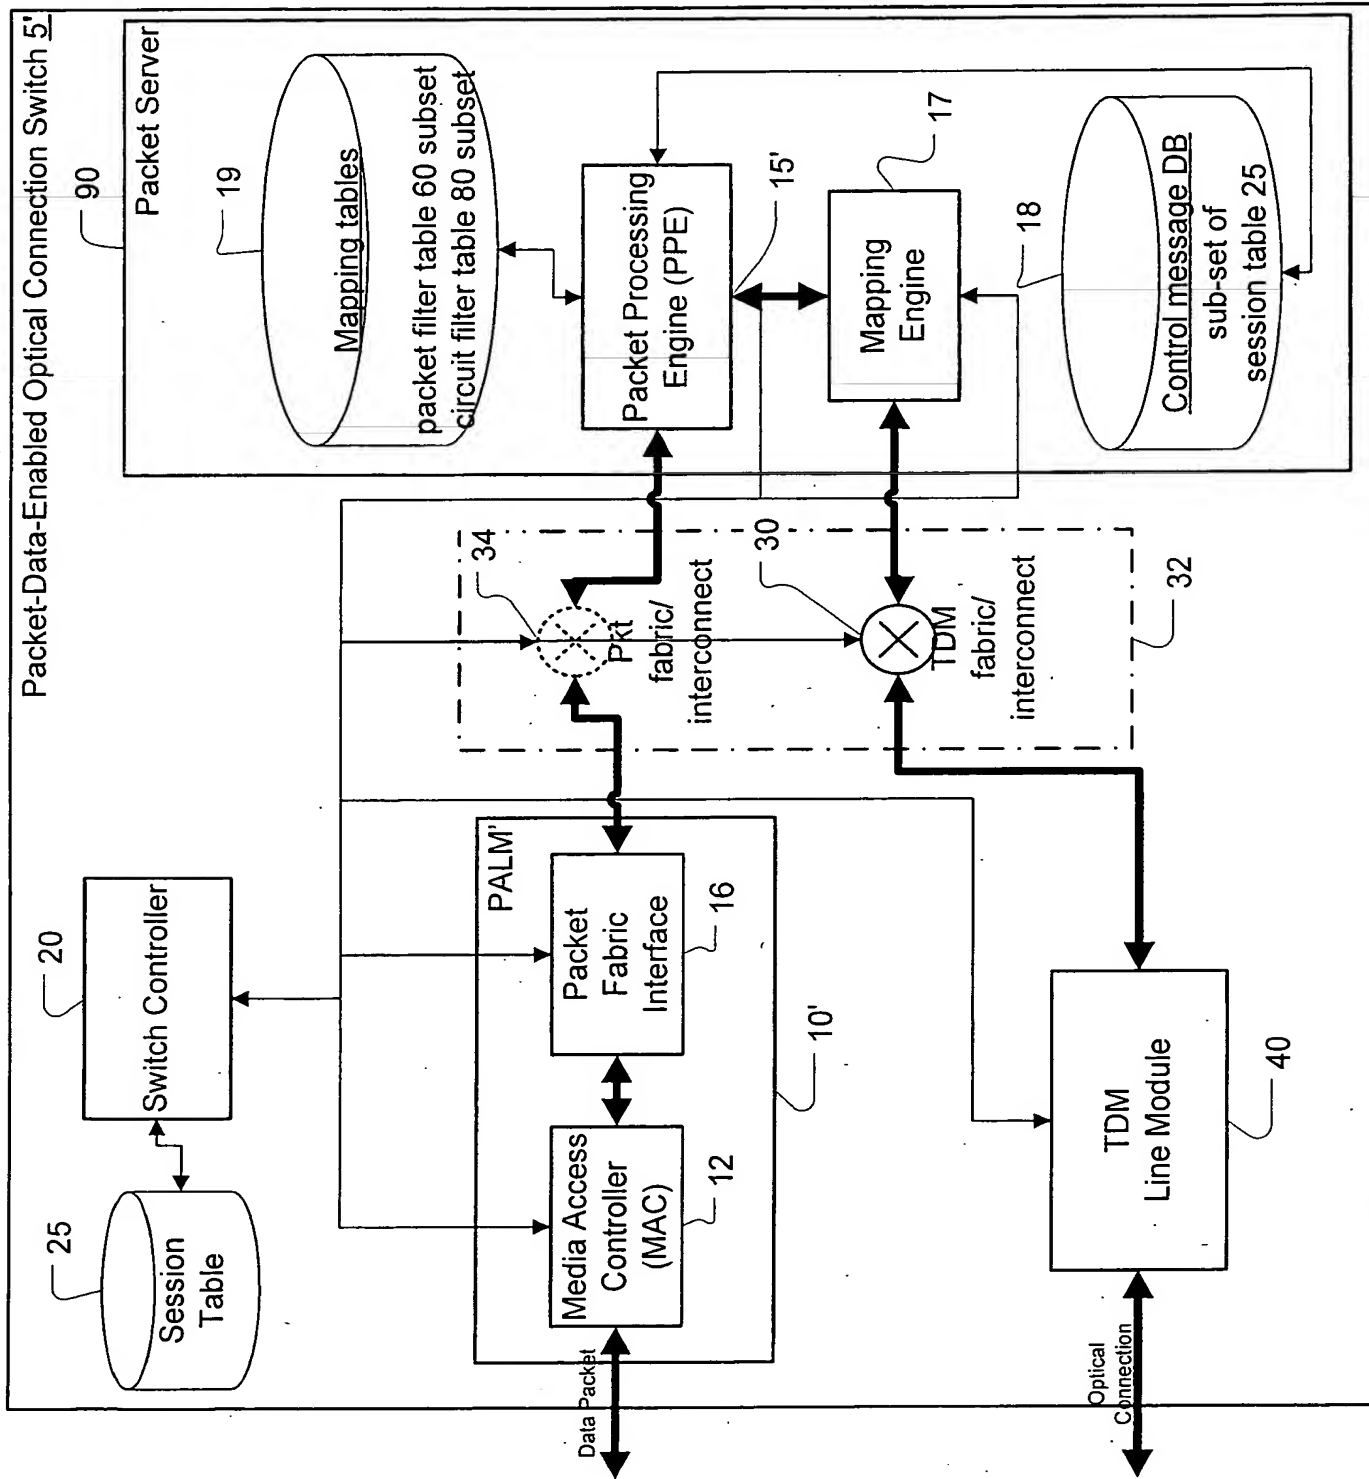 Packet-Data-Enabled Optical Connection Switch 5'
25
Session
Table
20
Switch Controller
90
Packet Server
19
Mapping tables
packet filter table 60 subset
circuit filter table 80 subset
PALM'
Data Packet
Media Access
Controller
(MAC)
12
Packet
Fabric
Interface
16
10'
34
Pkt
fabric/
interconnect
30
TDM
fabric/
interconnect
32
Packet Processing
Engine (PPE)
15'
Mapping
Engine
17
18
Control message DB
sub-set of
session table 25
Optical
Connection
TDM
Line Module
40